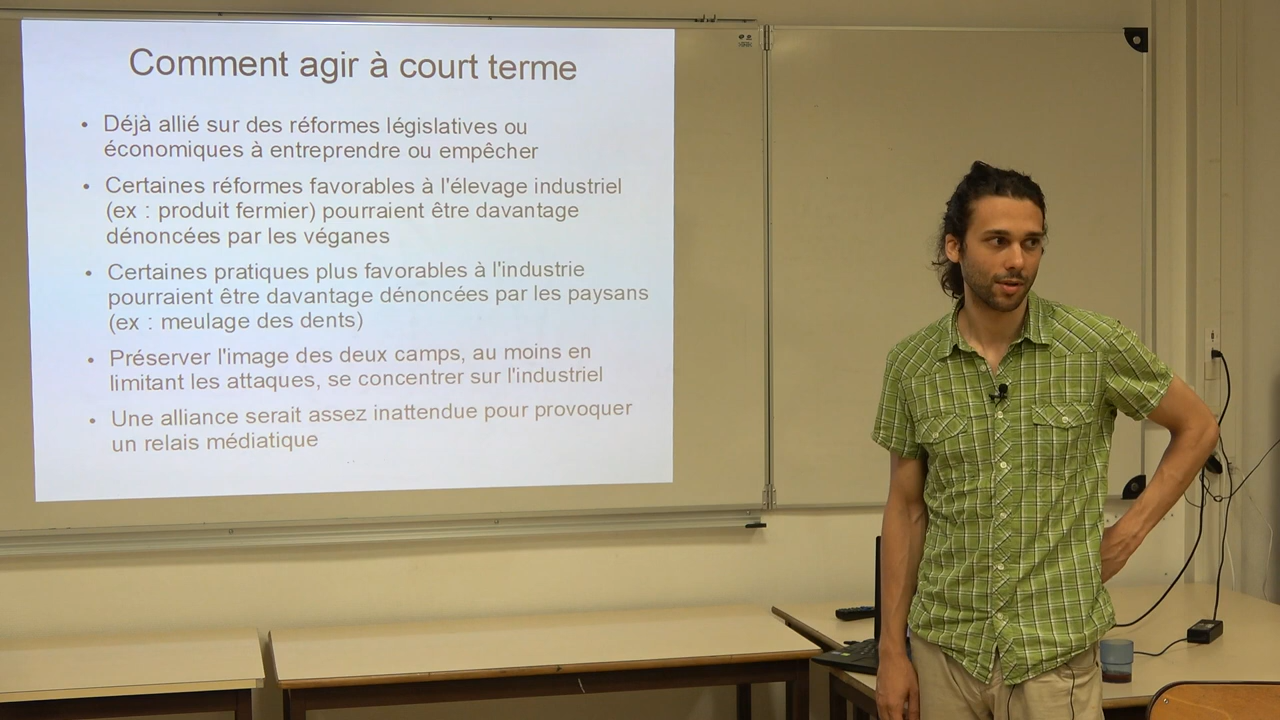 Comment agir à court terme
• Déjà allié sur des réformes législatives ou
économiques à entreprendre ou empêcher
• Certaines réformes favorables à l'élevage industriel
(ex : produit fermier) pourraient être davantage
dénoncées par les véganes
• Certaines pratiques plus favorables à l'industrie
pourraient être davantage dénoncées par les paysans
(ex : meulage des dents)
• Préserver l'image des deux camps, au moins en
limitant les attaques, se concentrer sur l'industriel
• Une alliance serait assez inattendue pour provoquer
un relais médiatique